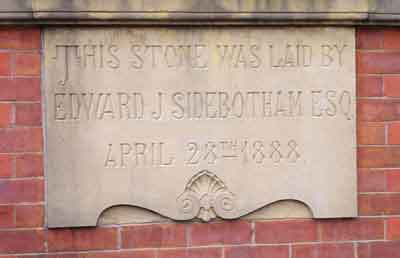 THIS STONE WAS LAID BY
EDWARD J SIDEBOTHAM ESQ.
APRIL 28TH 1888.